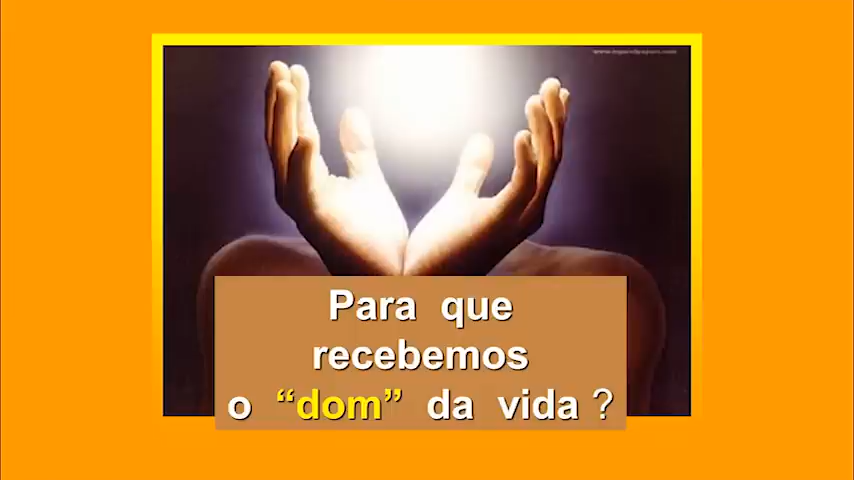 Para que
recebemos
o “dom” da vida ?